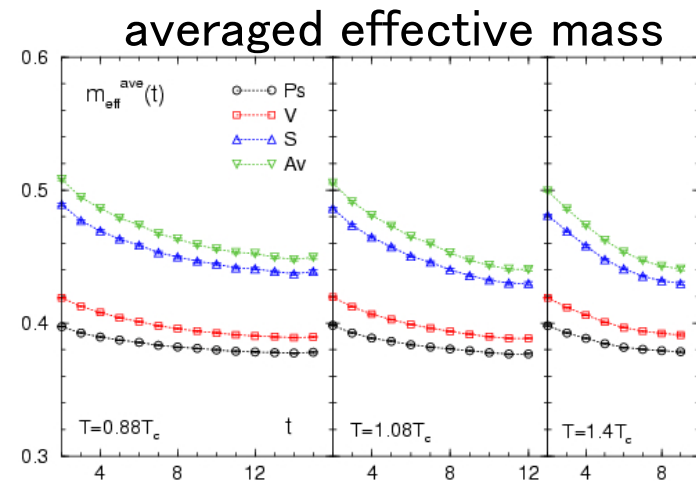 averaged effective mass
0.6
0.5
0.4
0.3
m_eff^ave(t)
Ps
V
S
Av
T=0.88T_c
t
T=1.08T_c
T=1.4T_c
4 8 12 4 8 12 4 8